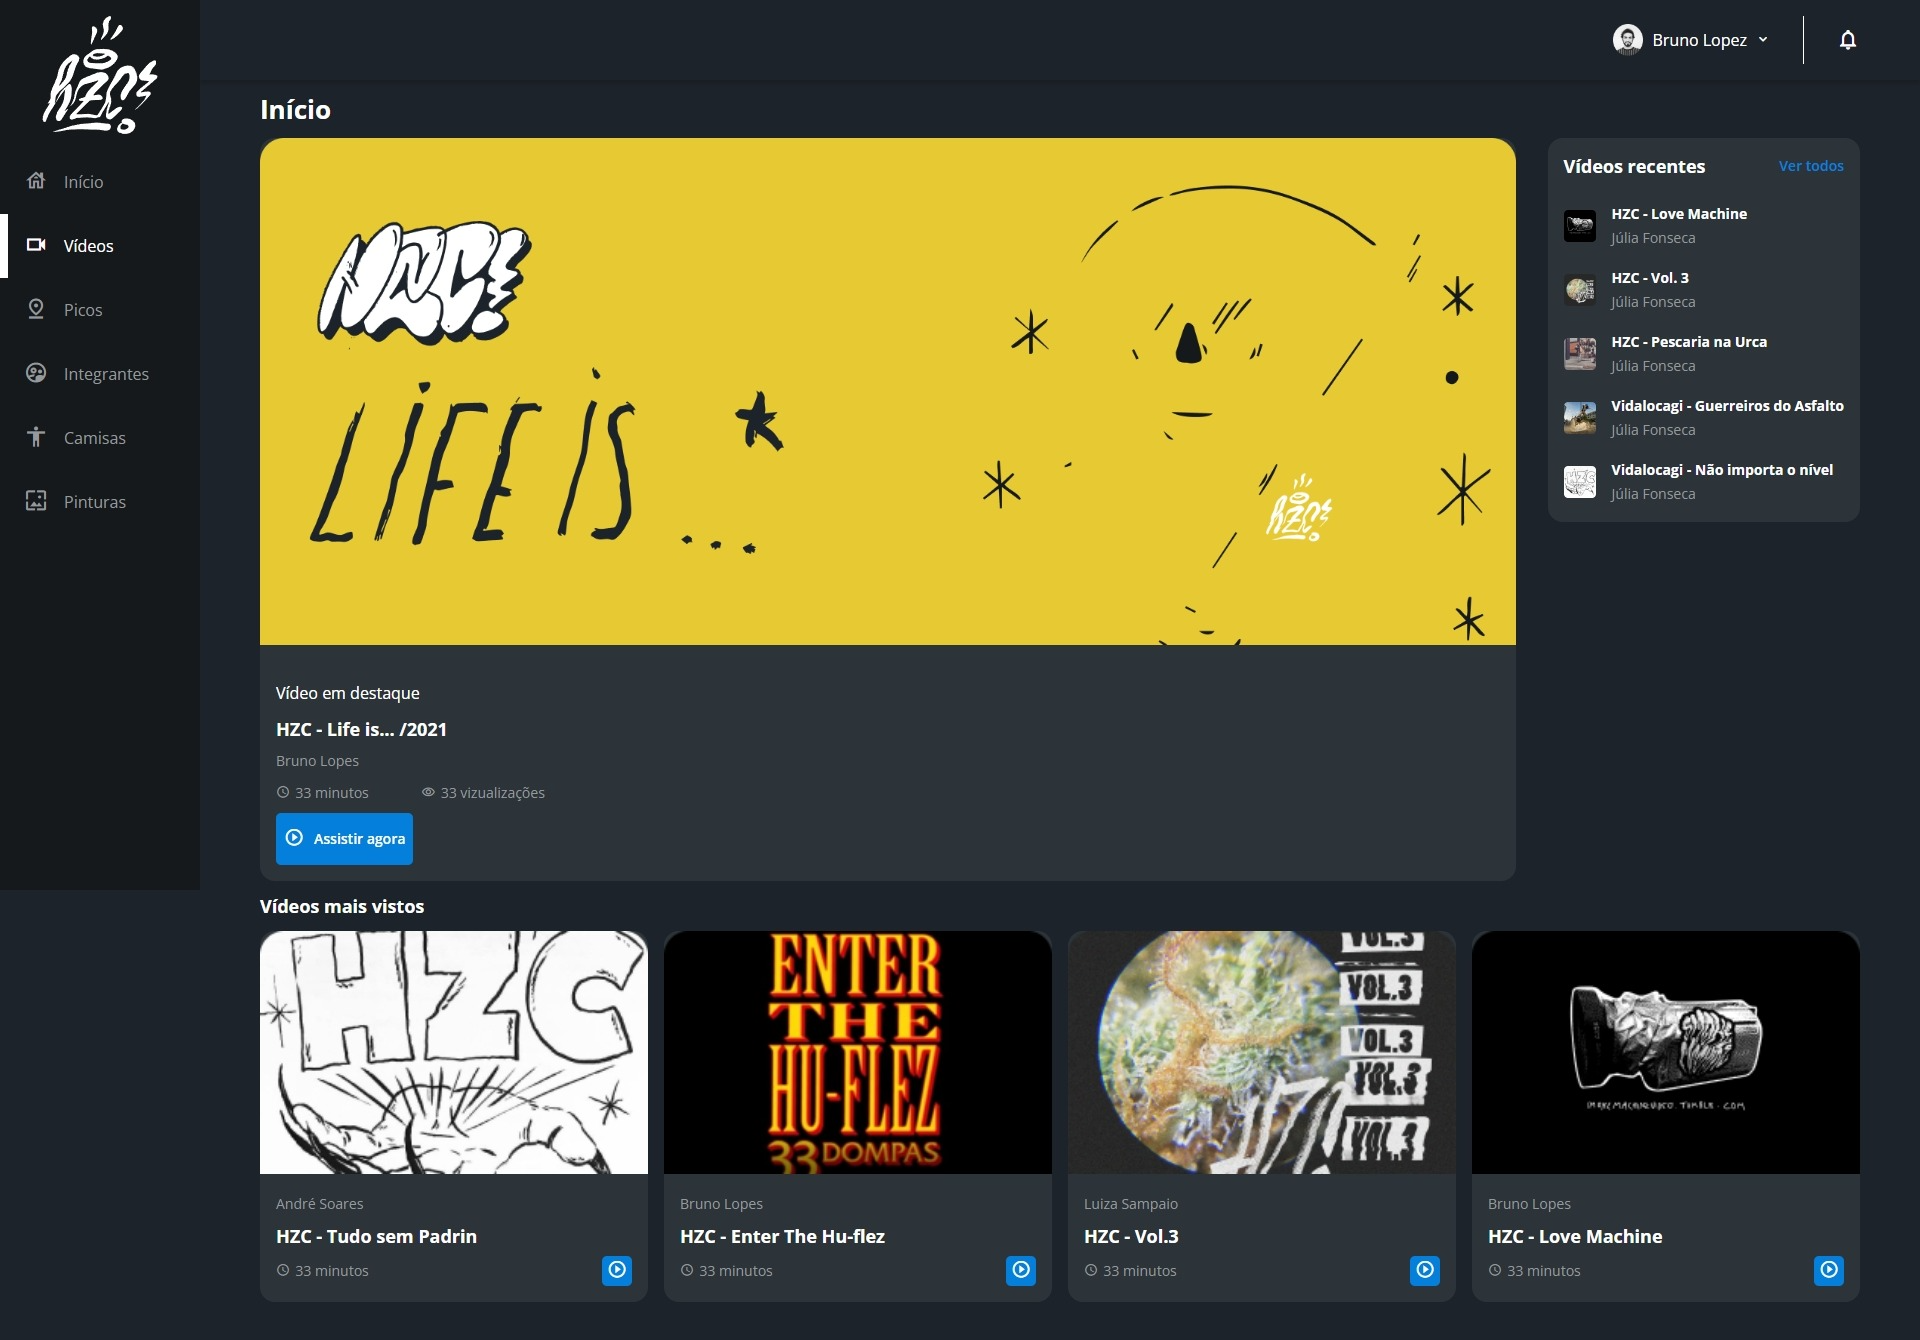 HZC!
Início
Vídeos
Picos
Integrantes
Camisas
Pinturas
Bruno Lopez
Início
HZC!
LIFE IS ...
HZC!
Vídeo em destaque
HZC - Life is... /2021
Bruno Lopes
33 minutos
33 vizualizações
Assistir agora
Vídeos recentes
Ver todos
HZC - Love Machine
Júlia Fonseca
HZC - Vol. 3
Júlia Fonseca
HZC - Pescaria na Urca
Júlia Fonseca
Vidalocagi - Guerreiros do Asfalto
Júlia Fonseca
Vidalocagi - Não importa o nível
Júlia Fonseca
Vídeos mais vistos
HZC
André Soares
HZC - Tudo sem Padrin
33 minutos
ENTER
THE
HU-FLEZ
33 DOMPAS
Bruno Lopes
HZC - Enter The Hu-flez
33 minutos
VOL.3
VOL.3
VOL.3
VOL.3
VOL.3
Luiza Sampaio
HZC - Vol.3
33 minutos
Bruno Lopes
HZC - Love Machine
33 minutos